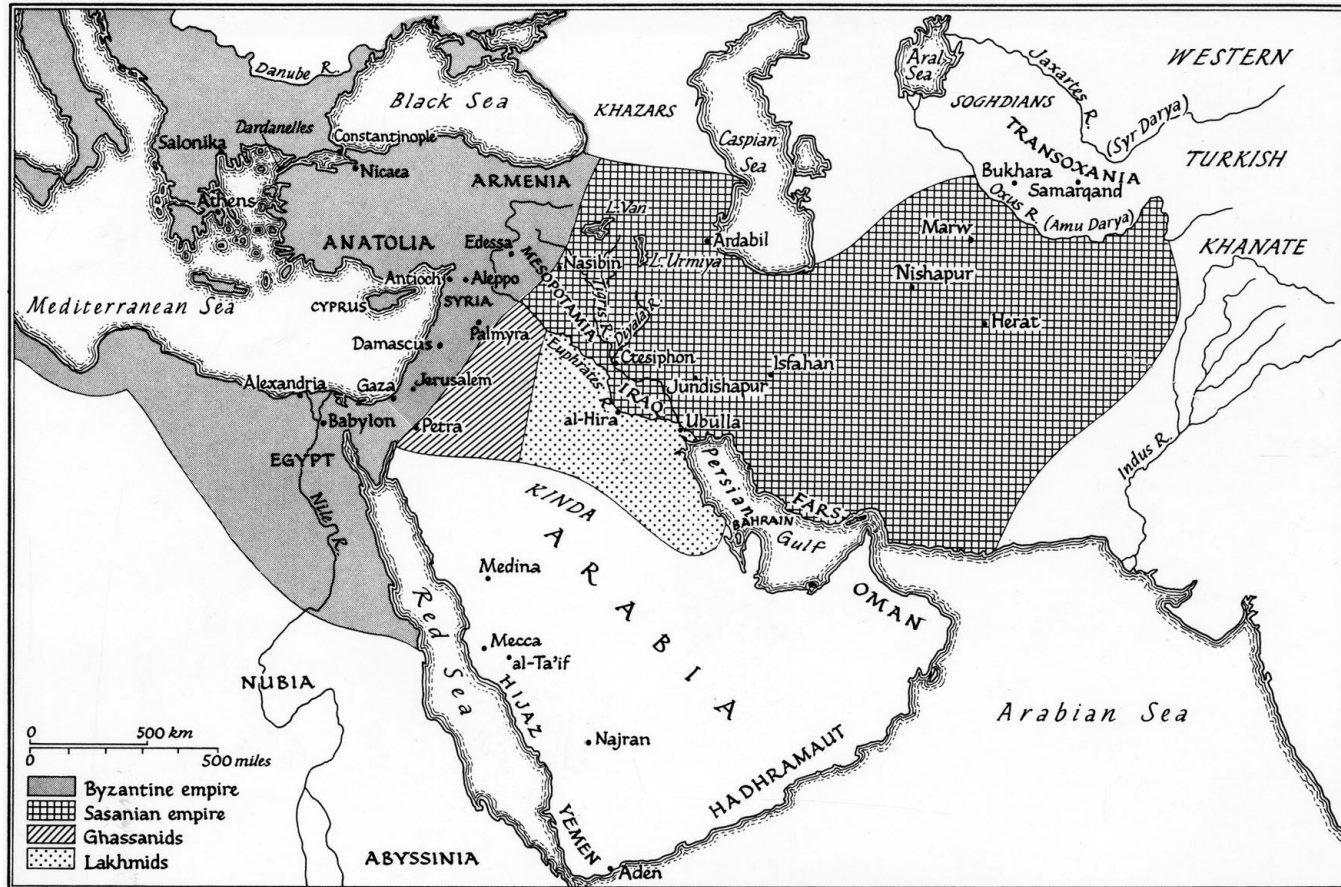 Danube R.
Black Sea
KHAZARS
Aral
Sea
Jaxartes R.
(Syr Darya)
WESTERN
TURKISH
KHANATE
SOGHDIANS
TRANSOXANIA
Bukhara
Samarqand
Oxus R. (Amu Darya)
Caspian
Sea
Dardanelles
Constantinople
Salonika
Nicaea
ARMENIA
Athens
ANATOLIA
Edessa
L. Van
Ardabil
Marw
Nasibin
L. Urmiya
Nishapur
MESOPOTAMIA
Tigris R.
Diyala R.
Antioch
Aleppo
CYPRUS
SYRIA
Mediterranean Sea
Palmyra
Herat
Damascus
Euphrates R.
Ctesiphon
Isfahan
Jundishapur
IRAQ
Alexandria
Gaza
Jerusalem
al-Hira
Ubulla
Babylon
Petra
EGYPT
Nile R.
Indus R.
Persian
Gulf
FARS
BAHRAIN
KINDA
ARABIA
Medina
OMAN
Red Sea
Mecca
al-Ta'if
HIJAZ
NUBIA
Najran
Arabian Sea
HADHRAMAUT
YEMEN
Aden
ABYSSINIA
0 500 km
0 500 miles
Byzantine empire
Sasanian empire
Ghassanids
Lakhmids